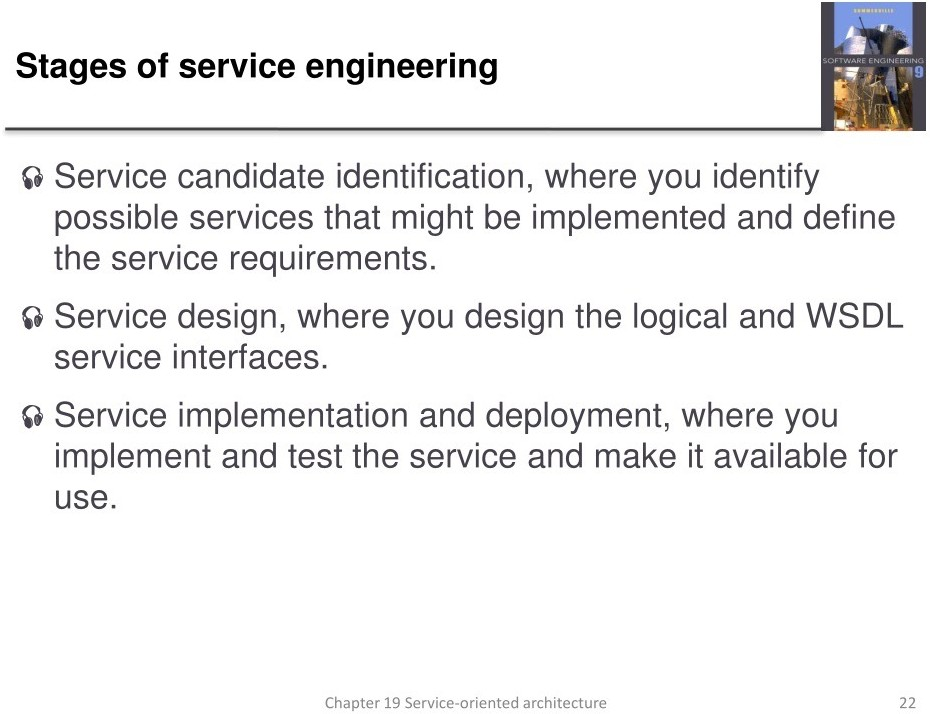 Stages of service engineering
SOMMERVILLE
SOFTWARE ENGINEERING
9
Service candidate identification, where you identify
possible services that might be implemented and define
the service requirements.
Service design, where you design the logical and WSDL
service interfaces.
Service implementation and deployment, where you
implement and test the service and make it available for
use.
Chapter 19 Service-oriented architecture
22